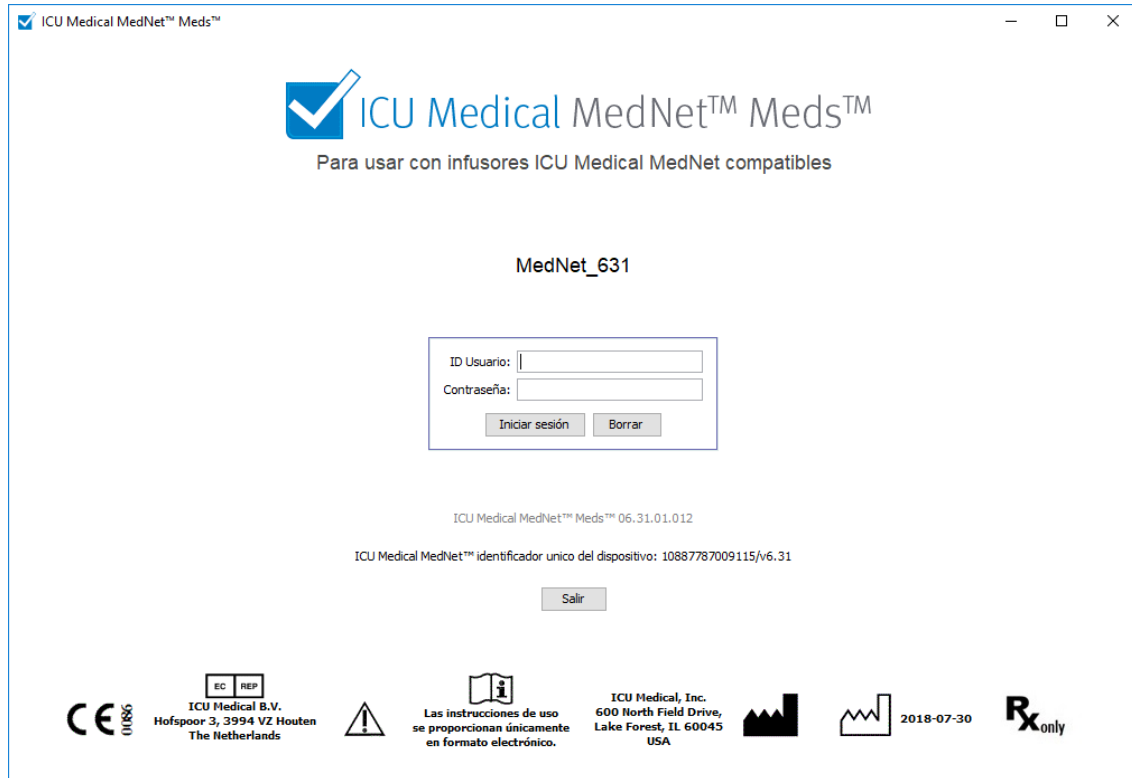 ICU Medical MedNet™ Meds™
ICU Medical MedNet™ Meds™
Para usar con infusores ICU Medical MedNet compatibles
MedNet_631
ID Usuario:
Contraseña:
Iniciar sesión Borrar
ICU Medical MedNet™ Meds™ 06.31.01.012
ICU Medical MedNet™ identificador unico del dispositivo: 10887787009115/v6.31
Salir
CE 0086
EC REP
ICU Medical B.V.
Hofspoor 3, 3994 VZ Houten
The Netherlands
Las instrucciones de uso
se proporcionan únicamente
en formato electrónico.
ICU Medical, Inc.
600 North Field Drive,
Lake Forest, IL 60045
USA
2018-07-30
Rx only